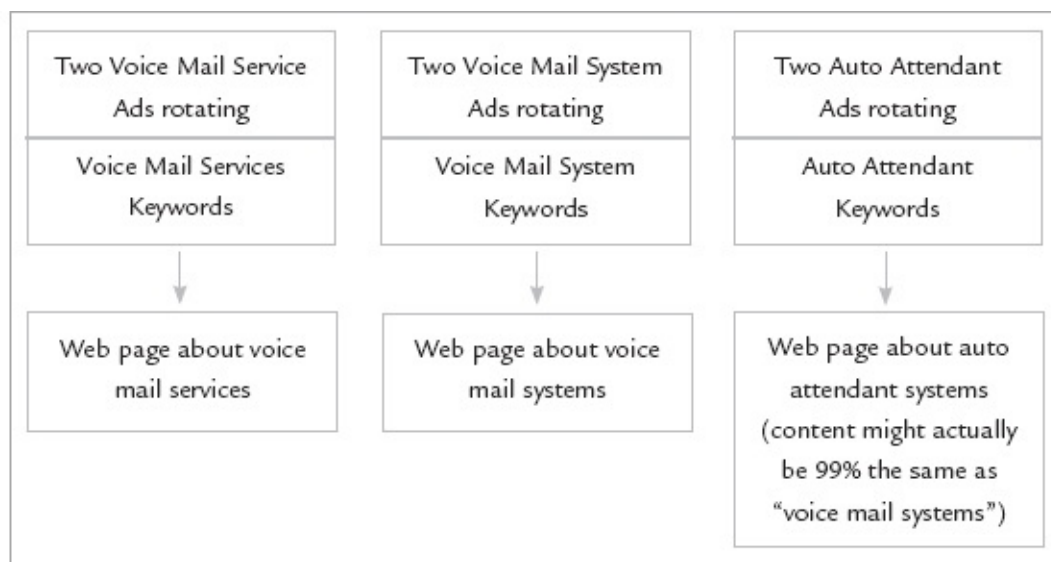 Two Voice Mail Service
Ads rotating
Voice Mail Services
Keywords
Web page about voice
mail services
Two Voice Mail System
Ads rotating
Voice Mail System
Keywords
Web page about voice
mail systems
Two Auto Attendant
Ads rotating
Auto Attendant
Keywords
Web page about auto
attendant systems
(content might actually
be 99% the same as
“voice mail systems”)